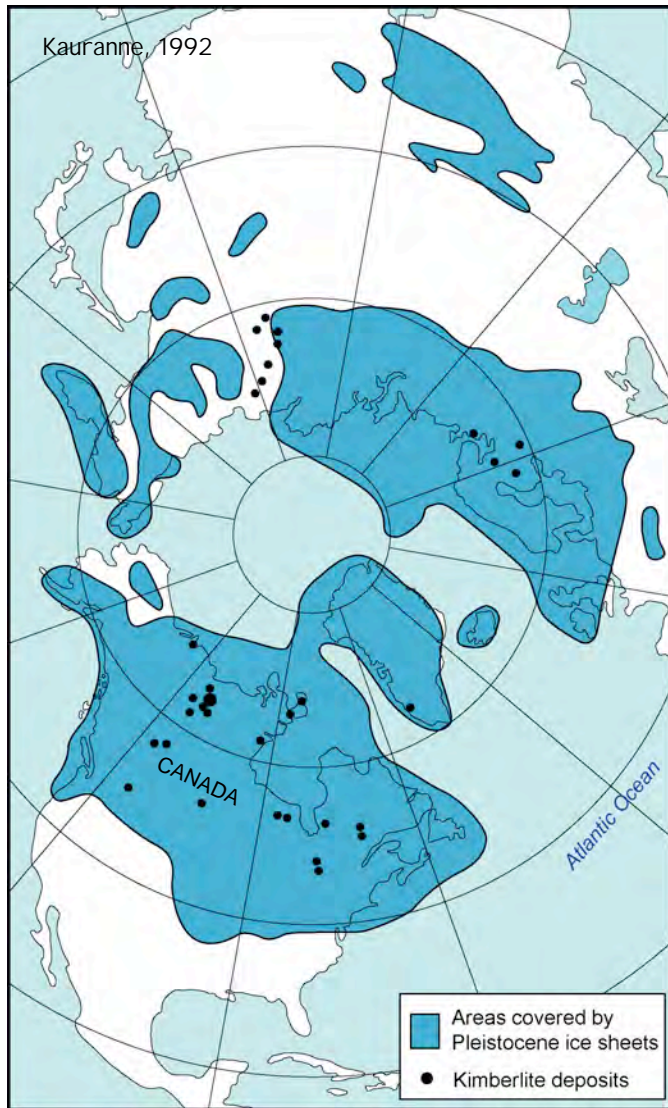 Kauranne, 1992
CANADA
Atlantic Ocean
Areas covered by
Pleistocene ice sheets
Kimberlite deposits